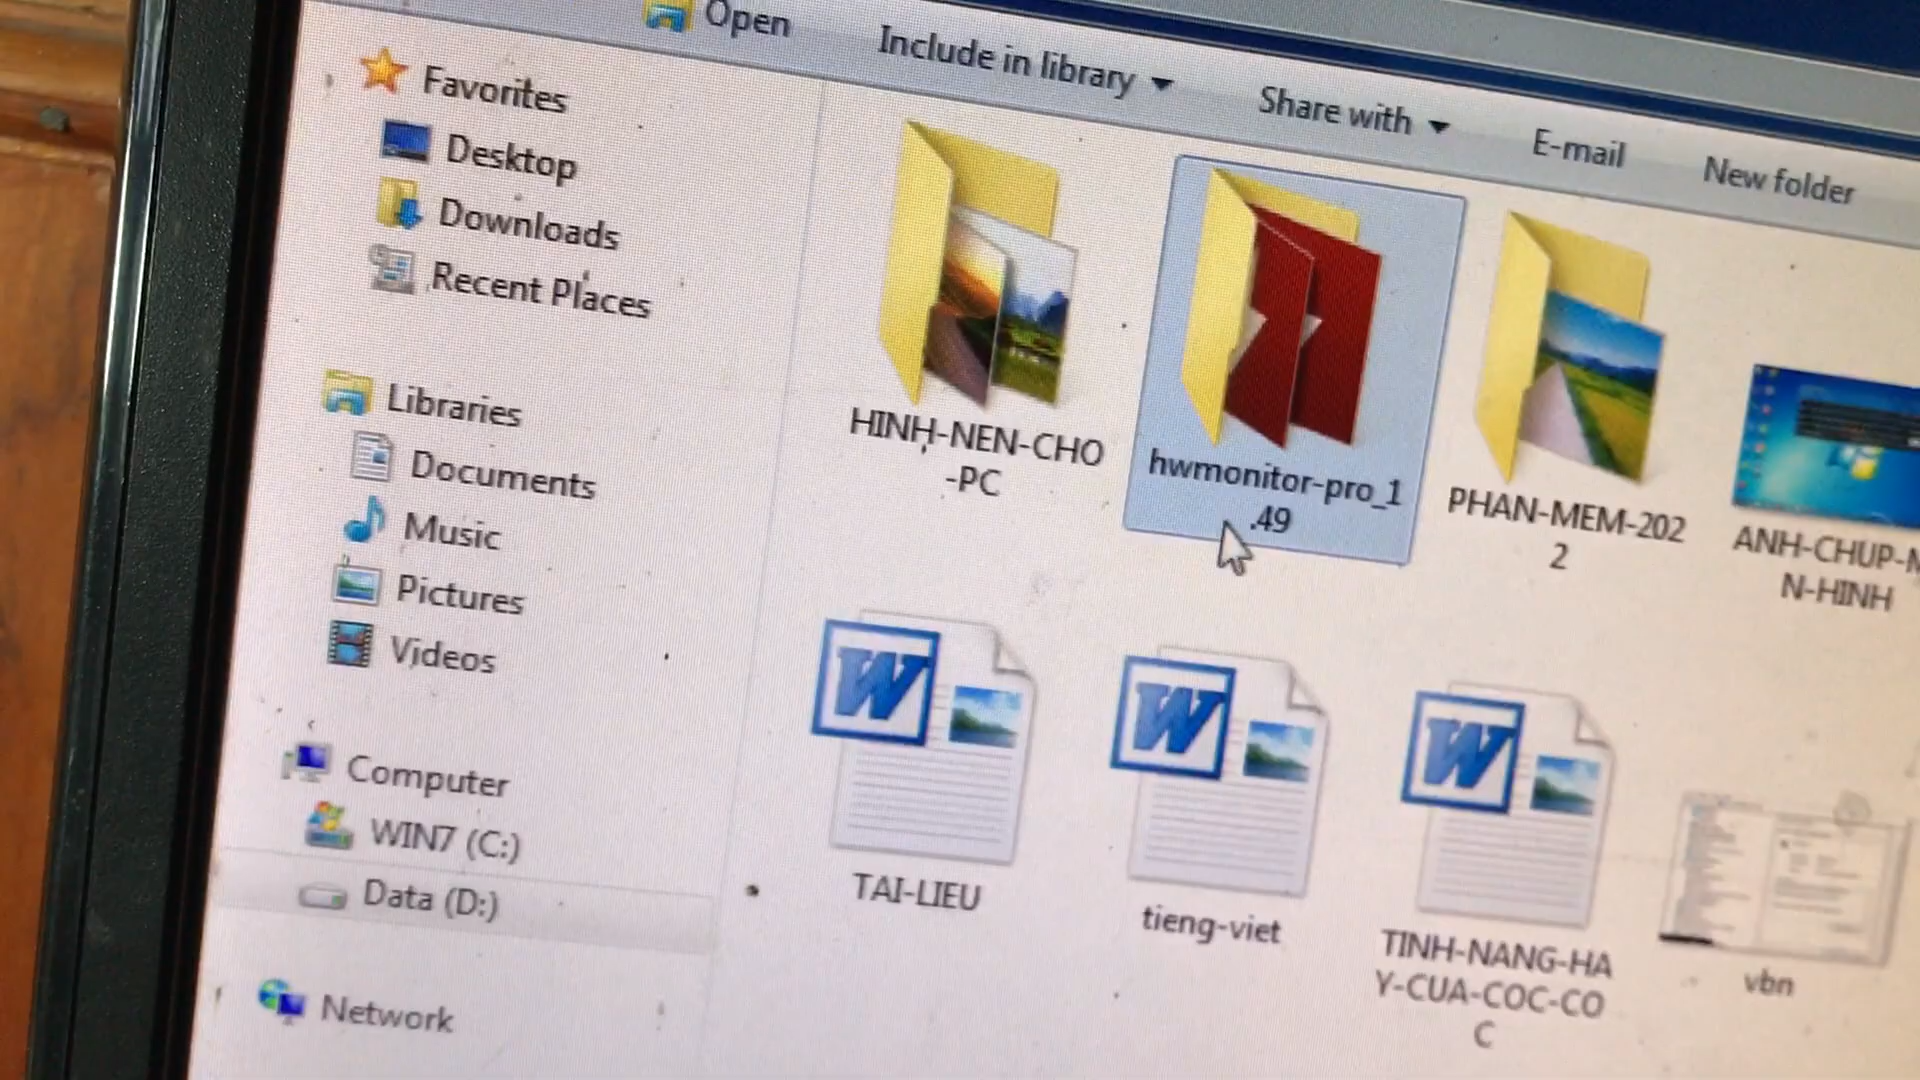 Open
Include in library
Share with
E-mail
New folder
Favorites
Desktop
Downloads
Recent Places
Libraries
Documents
Music
Pictures
Videos
Computer
WIN7 (C:)
Data (D:)
Network
HINH-NEN-CHO
-PC
hwmonitor-pro_1
.49
PHAN-MEM-202
2
ANH-CHUP-M
N-HINH
TAI-LIEU
tieng-viet
TINH-NANG-HA
Y-CUA-COC-CO
C
vbn